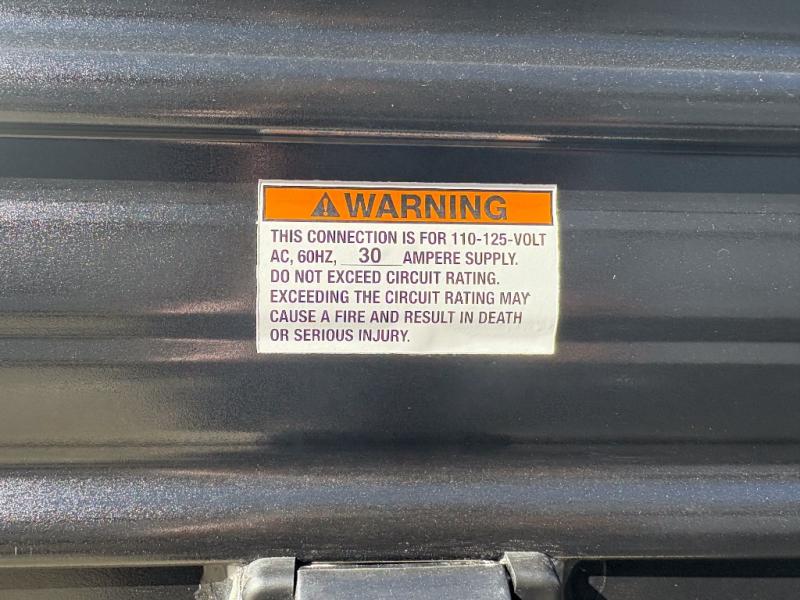 ⚠WARNING
THIS CONNECTION IS FOR 110-125-VOLT
AC, 60HZ, 30 AMPERE SUPPLY.
DO NOT EXCEED CIRCUIT RATING.
EXCEEDING THE CIRCUIT RATING MAY
CAUSE A FIRE AND RESULT IN DEATH
OR SERIOUS INJURY.